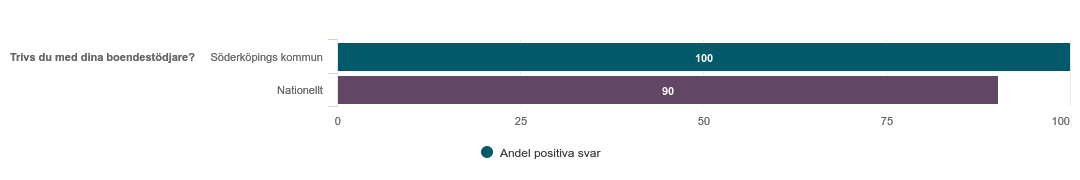 Trivs du med dina boendestödjare? Söderköpings kommun 100
Nationellt 90
0 25 50 75 100
Andel positiva svar